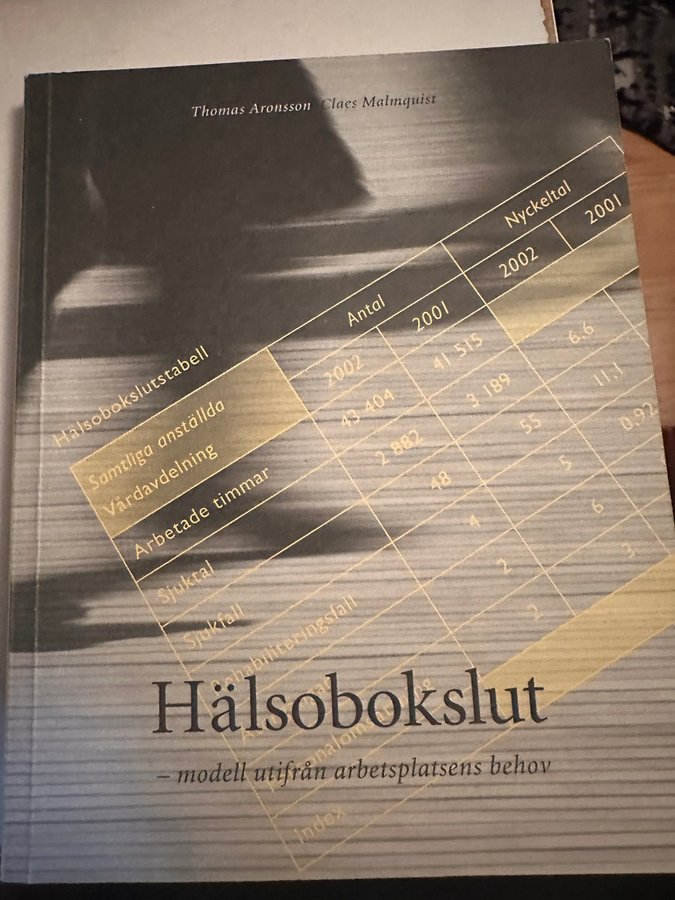 Thomas Aronsson Claes Malmquist
Hälsobokslutstabell
Antal
Nyckeltal
2002
2001
2002
2001
Samtliga anställda
Vårdavdelning
Arbetade timmar
43 404
41 515
Sjuktal
2 882
3 189
6.6
Sjukfall
48
55
11,1
Rehabiliteringsfall
4
5
0,92
2
6
2
3
Index
Hälsobokslut
– modell utifrån arbetsplatsens behov